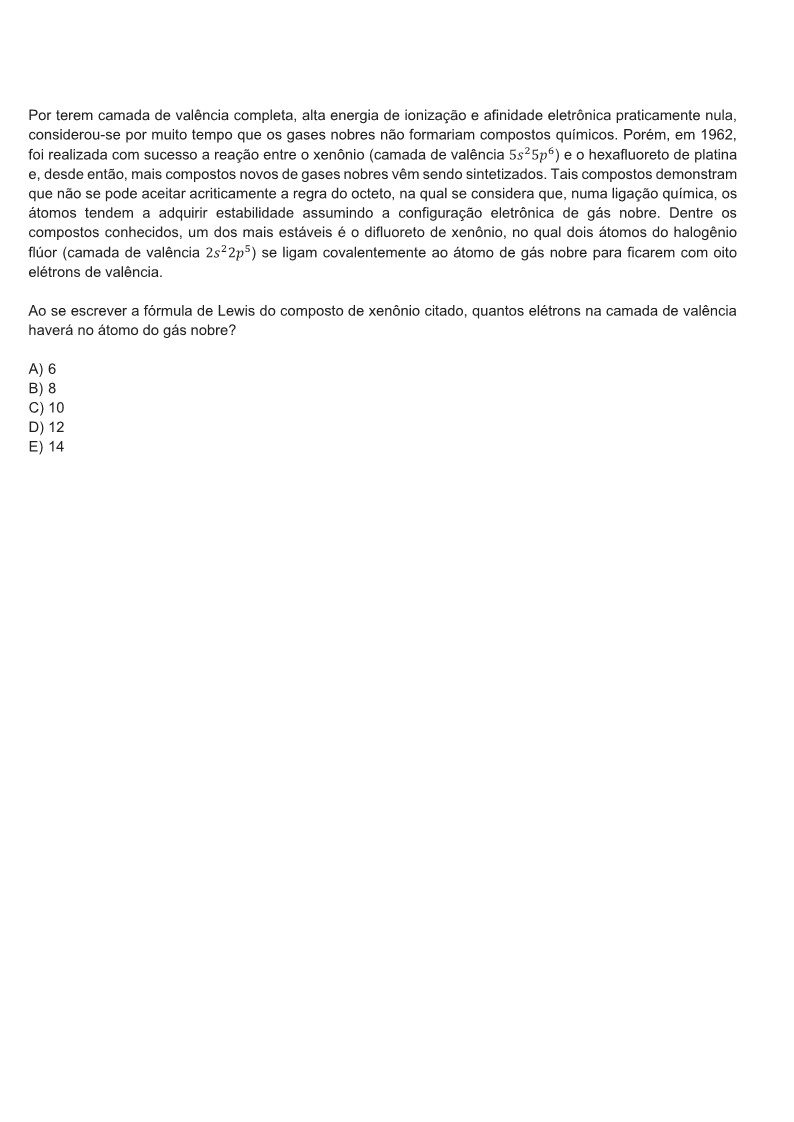 Por terem camada de valência completa, alta energia de ionização e afinidade eletrônica praticamente nula,
considerou-se por muito tempo que os gases nobres não formariam compostos químicos. Porém, em 1962,
foi realizada com sucesso a reação entre o xenônio (camada de valência 5s²5p⁶) e o hexafluoreto de platina
e, desde então, mais compostos novos de gases nobres vêm sendo sintetizados. Tais compostos demonstram
que não se pode aceitar acriticamente a regra do octeto, na qual se considera que, numa ligação química, os
átomos tendem a adquirir estabilidade assumindo a configuração eletrônica de gás nobre. Dentre os
compostos conhecidos, um dos mais estáveis é o difluoreto de xenônio, no qual dois átomos do halogênio
flúor (camada de valência 2s²2p⁵) se ligam covalentemente ao átomo de gás nobre para ficarem com oito
elétrons de valência.
Ao se escrever a fórmula de Lewis do composto de xenônio citado, quantos elétrons na camada de valência
haverá no átomo do gás nobre?
A) 6
B) 8
C) 10
D) 12
E) 14